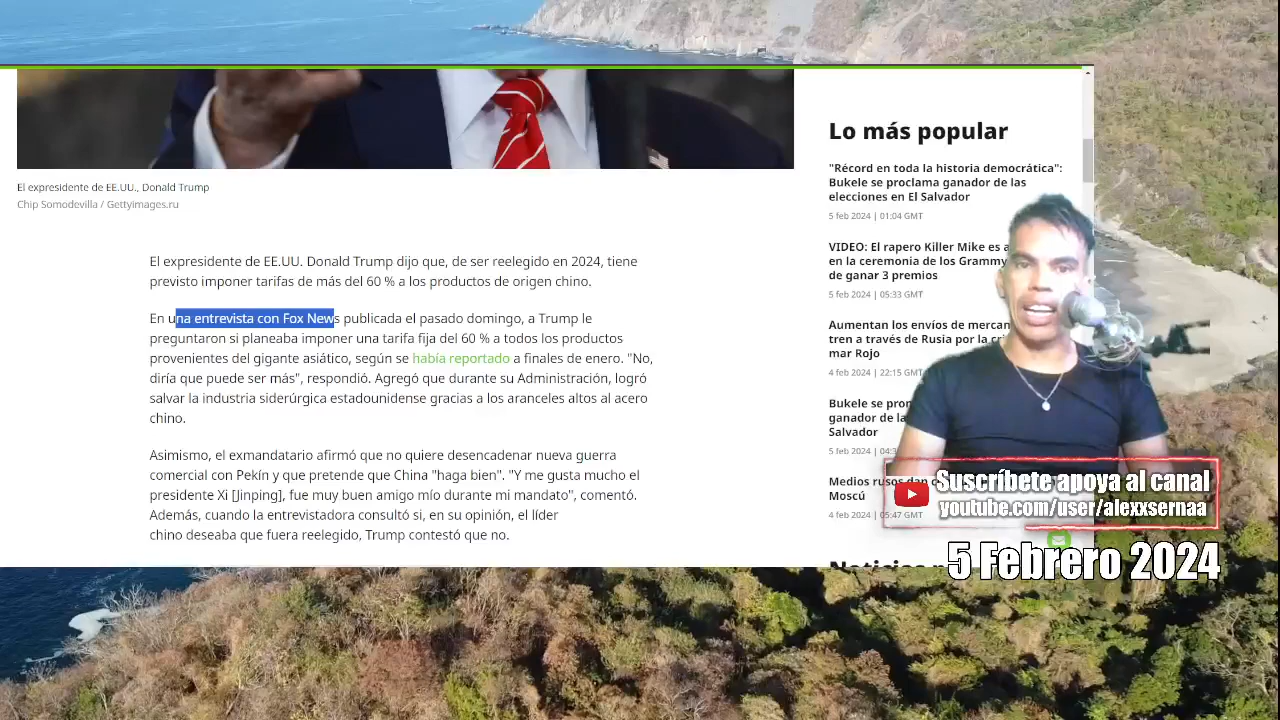 El expresidente de EE.UU., Donald Trump
Chip Somodevilla / Gettyimages.ru
El expresidente de EE.UU. Donald Trump dijo que, de ser reelegido en 2024, tiene
previsto imponer tarifas de más del 60 % a los productos de origen chino.
En una entrevista con Fox News publicada el pasado domingo, a Trump le
preguntaron si planeaba imponer una tarifa fija del 60 % a todos los productos
provenientes del gigante asiático, según se había reportado a finales de enero. "No,
diría que puede ser más", respondió. Agregó que durante su Administración, logró
salvar la industria siderúrgica estadounidense gracias a los aranceles altos al acero
chino.
Asimismo, el exmandatario afirmó que no quiere desencadenar nueva guerra
comercial con Pekín y que pretende que China "haga bien". "Y me gusta mucho el
presidente Xi [Jinping], fue muy buen amigo mío durante mi mandato", comentó.
Además, cuando la entrevistadora consultó si, en su opinión, el líder
chino deseaba que fuera reelegido, Trump contestó que no.
Lo más popular
"Récord en toda la historia democrática":
Bukele se proclama ganador de las
elecciones en El Salvador
5 feb 2024 | 01:04 GMT
VIDEO: El rapero Killer Mike es
en la ceremonia de los Grammy
de ganar 3 premios
5 feb 2024 | 05:33 GMT
Aumentan los envíos de
tren a través de Rusia por la
mar Rojo
4 feb 2024 | 22:15 GMT
Bukele se
ganador de
Salvador
5 feb 2024 |
Medios rusos dan
Moscú
4 feb 2024 | 05:47 GMT
Suscríbete apoya al canal
youtube.com/user/alexxsernaa
5 Febrero 2024